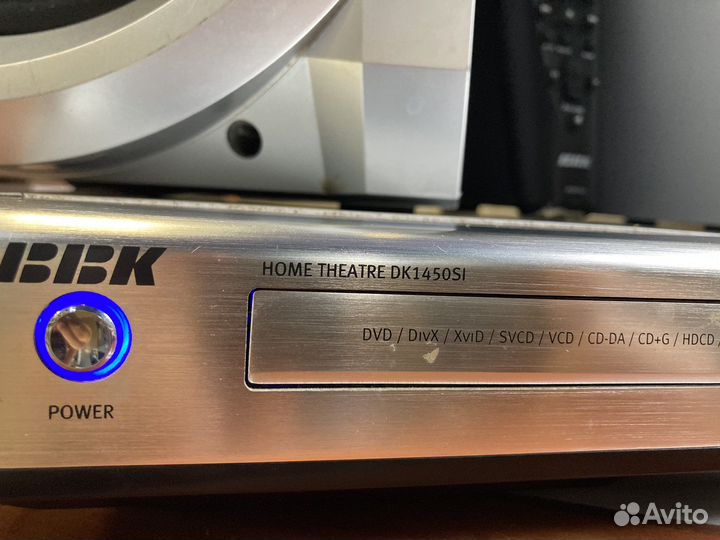 BBK
HOME THEATRE DK1450SI
DVD / DivX / XviD / SVCD / VCD / CD-DA / CD+G / HDCD /
POWER
Avito